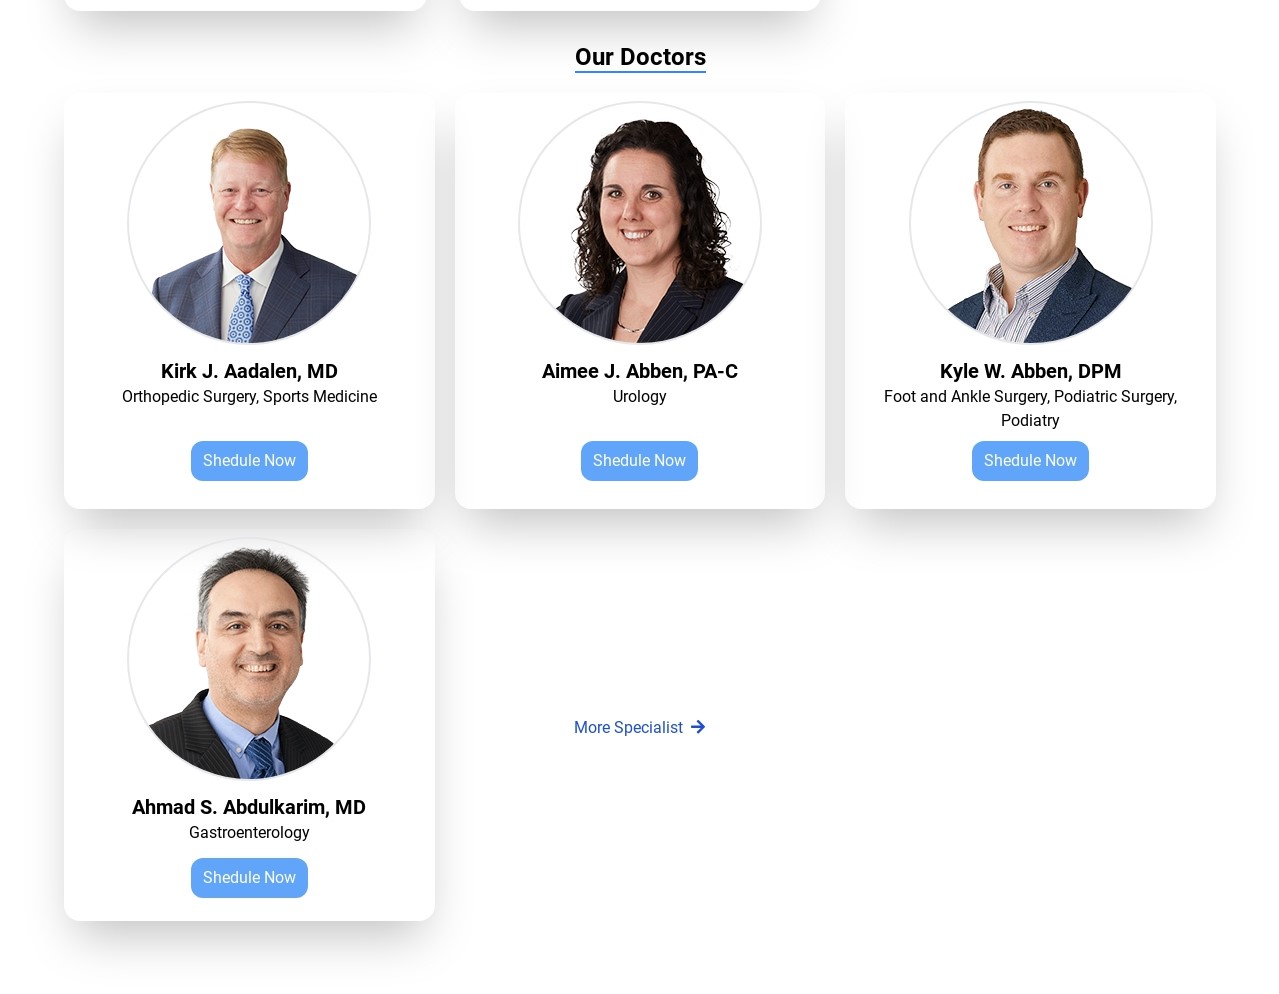 Our Doctors
Kirk J. Aadalen, MD
Orthopedic Surgery, Sports Medicine
Shedule Now
Aimee J. Abben, PA-C
Urology
Shedule Now
Kyle W. Abben, DPM
Foot and Ankle Surgery, Podiatric Surgery,
Podiatry
Shedule Now
Ahmad S. Abdulkarim, MD
Gastroenterology
Shedule Now
More Specialist